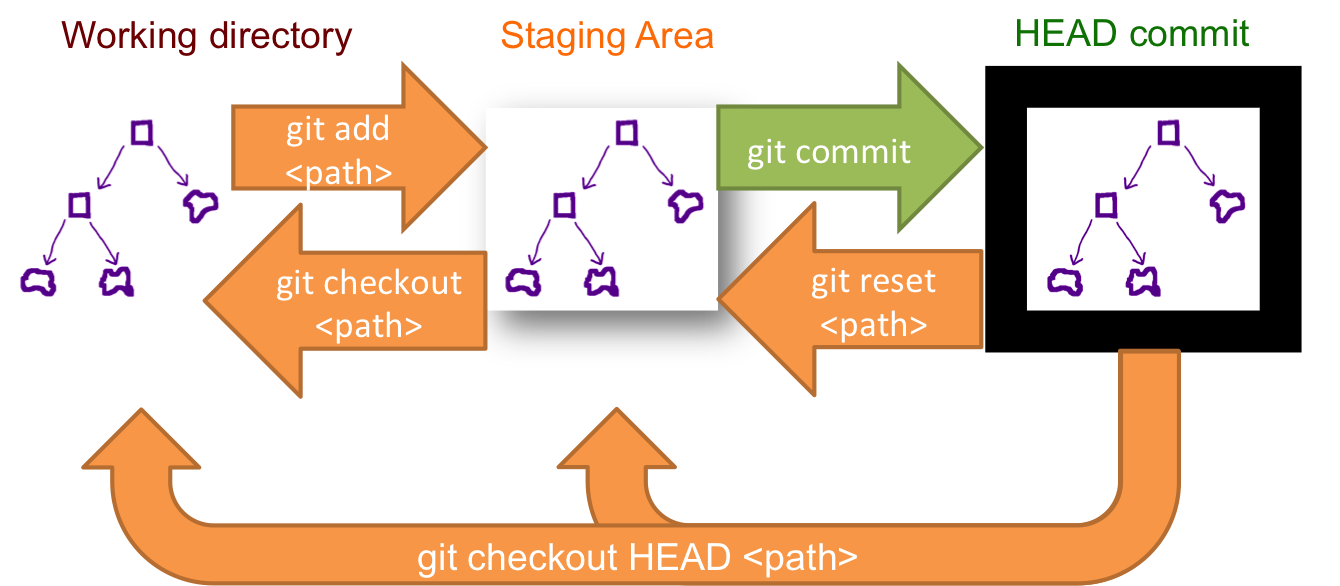 Working directory
Staging Area
HEAD commit
git add
<path>
git commit
git checkout
<path>
git reset
<path>
git checkout HEAD <path>